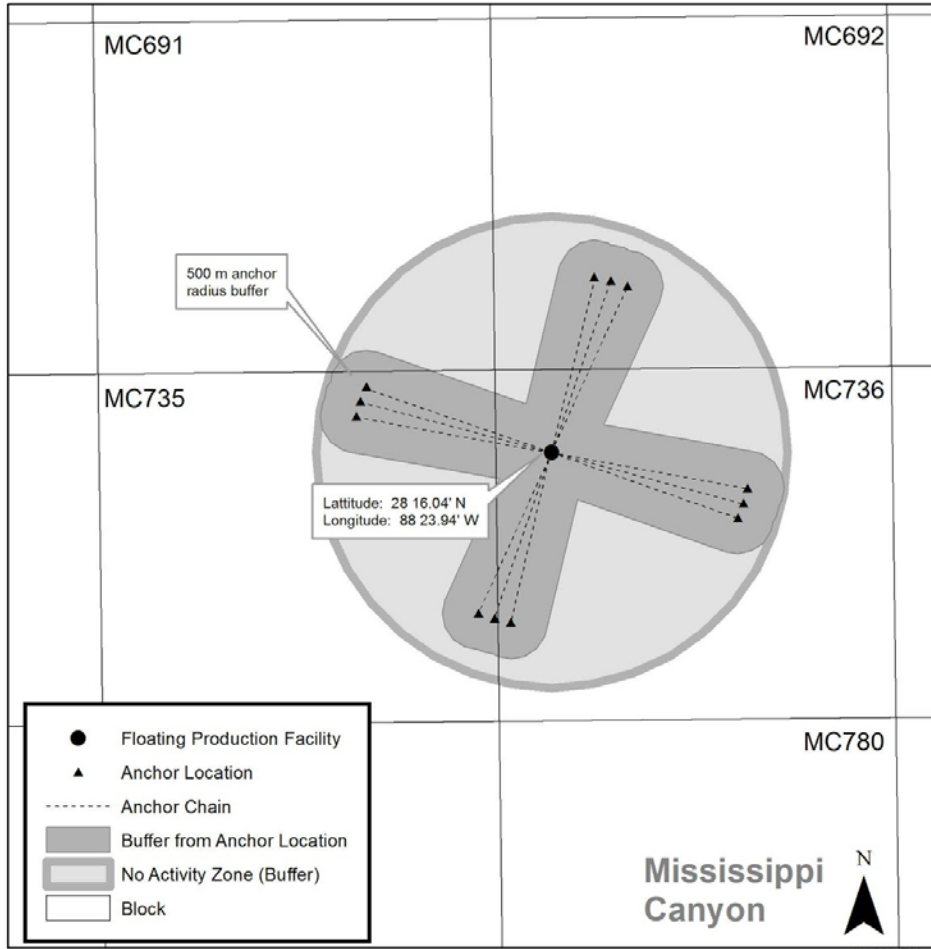 MC691
MC692
500 m anchor
radius buffer
MC735
MC736
Lattitude: 28 16.04' N
Longitude: 88 23.94' W
MC780
Floating Production Facility
Anchor Location
Anchor Chain
Buffer from Anchor Location
No Activity Zone (Buffer)
Block
Mississippi
Canyon
N